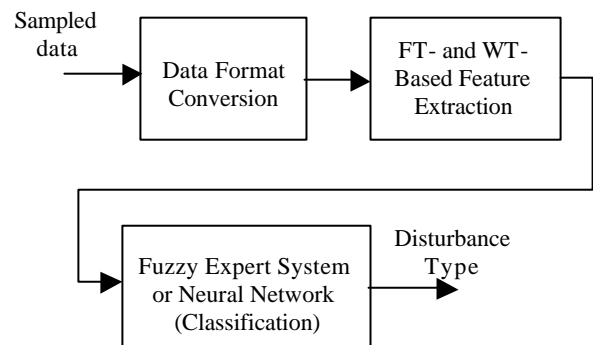 Sampled
data
Data Format
Conversion
FT- and WT-
Based Feature
Extraction
Fuzzy Expert System
or Neural Network
(Classification)
Disturbance
Type